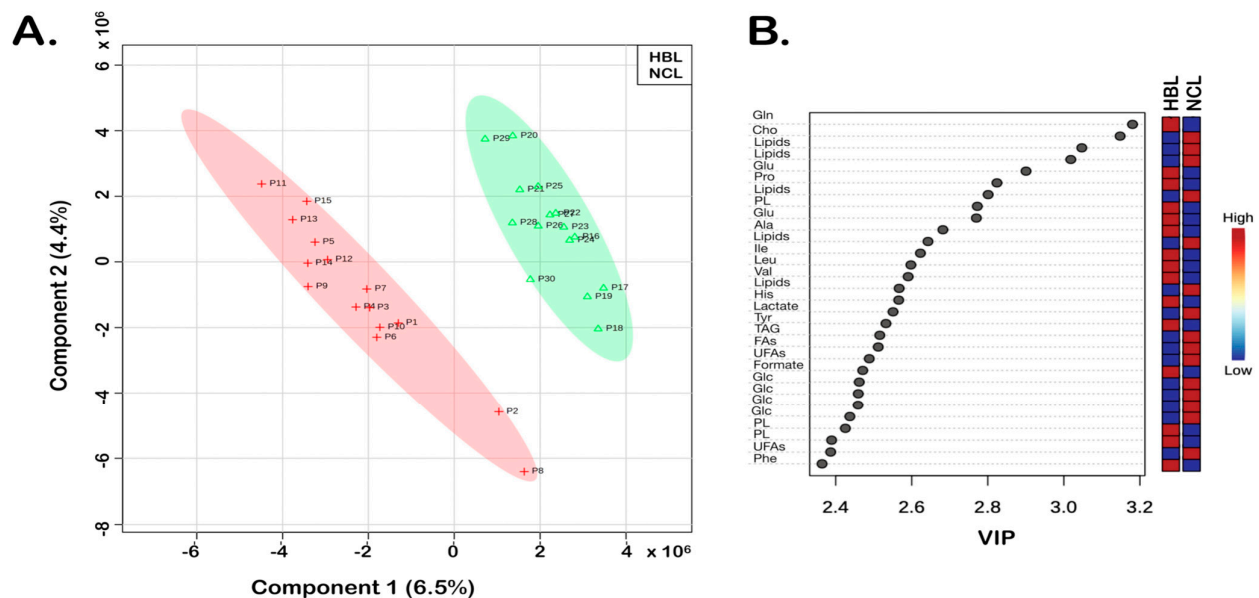 A.
x 10⁶
6
4
2
0
-2
-4
-6
-8
Component 2 (4.4%)
HBL
NCL
P29
P20
P11
P25
P21
P15
P22
P27
P13
P28
P26
P23
P16
P24
P5
P12
P14
P30
P9
P7
P17
P19
P4
P3
P1
P10
P18
P6
P2
P8
-6
-4
-2
0
2
4
x 10⁶
Component 1 (6.5%)
B.
HBL
NCL
Gln
Cho
Lipids
Lipids
Glu
Pro
Lipids
PL
Glu
Ala
Lipids
Ile
Leu
Val
Lipids
His
Lactate
Tyr
TAG
FAs
UFAs
Formate
Glc
Glc
Glc
Glc
PL
PL
UFAs
Phe
High
Low
2.4
2.6
2.8
3.0
3.2
VIP